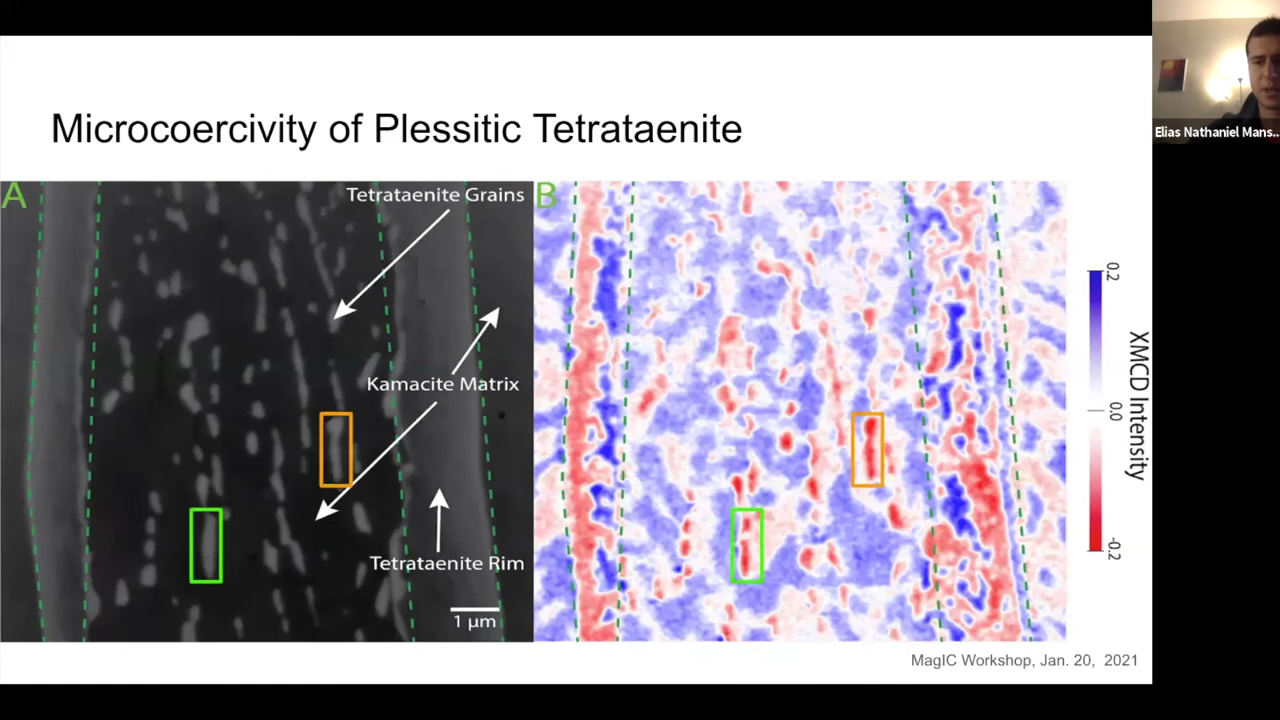 Microcoercivity of Plessitic Tetrataenite
A
Tetrataenite Grains
Kamacite Matrix
Tetrataenite Rim
1 μm
B
0.2
0.0
-0.2
XMCD Intensity
MagIC Workshop, Jan. 20, 2021
Elias Nathaniel Mans...